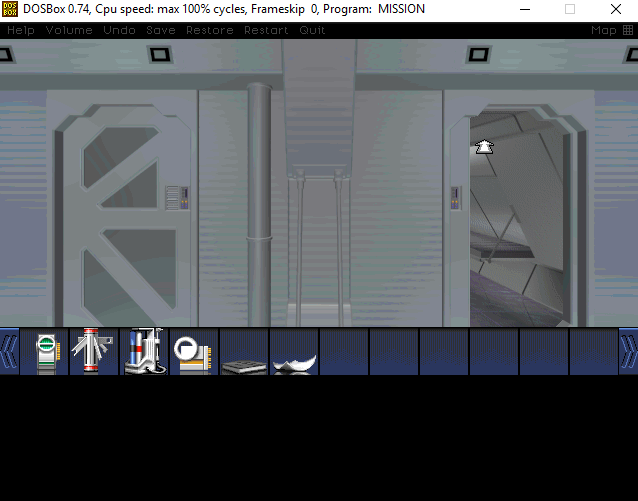 DOS BOX
DOSBox 0.74, Cpu speed: max 100% cycles, Frameskip 0, Program: MISSION
Help Volume Undo Save Restore Restart Quit Map